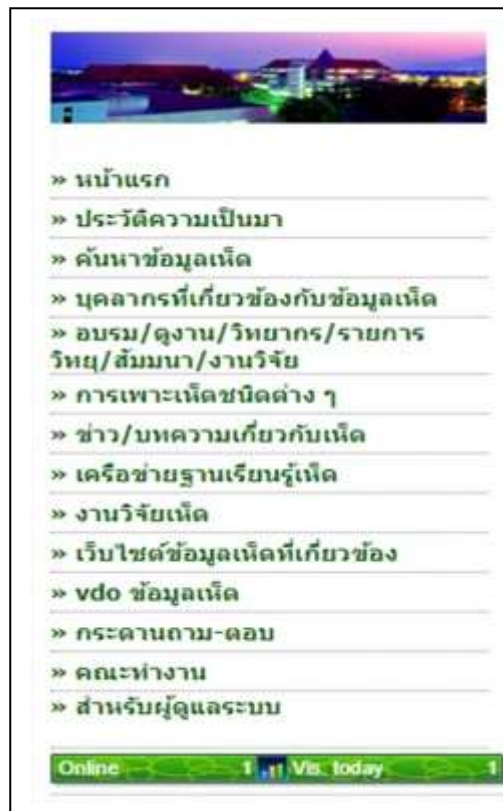 » หน้าแรก
» ประวัติความเป็นมา
» ค้นหาข้อมูลเห็ด
» บุคลากรที่เกี่ยวข้องกับข้อมูลเห็ด
» อบรม/ดูงาน/วิทยากร/รายการ
วิทยุ/สัมมนา/งานวิจัย
» การเพาะเห็ดชนิดต่าง ๆ
» ข่าว/บทความเกี่ยวกับเห็ด
» เครือข่ายฐานเรียนรู้เห็ด
» งานวิจัยเห็ด
» เว็บไซต์ข้อมูลเห็ดที่เกี่ยวข้อง
» vdo ข้อมูลเห็ด
» กระดานถาม-ตอบ
» คณะทำงาน
» สำหรับผู้ดูแลระบบ
Online 1 Vis. today 1